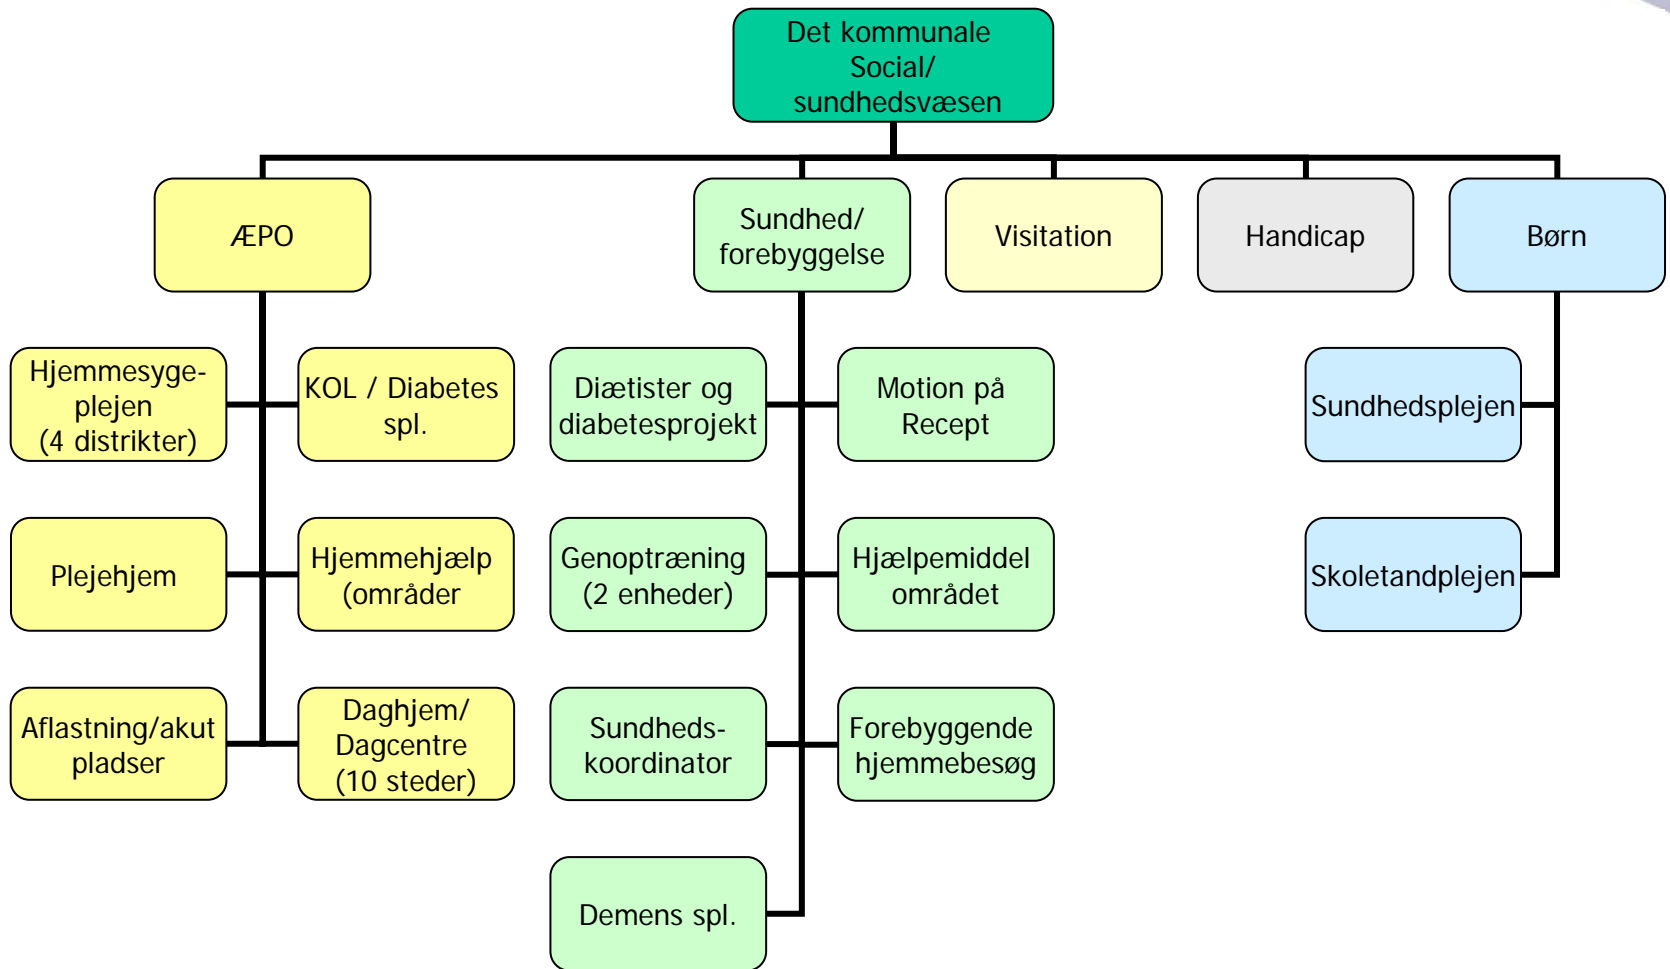 Det kommunale
Social/
sundhedsvæsen
ÆPO
Sundhed/
forebyggelse
Visitation
Handicap
Børn
Hjemmesyge-
plejen
(4 distrikter)
KOL / Diabetes
spl.
Diætister og
diabetesprojekt
Motion på
Recept
Sundhedsplejen
Plejehjem
Hjemmehjælp
(områder
Genoptræning
(2 enheder)
Hjælpemiddel
området
Skoletandplejen
Aflastning/akut
pladser
Daghjem/
Dagcentre
(10 steder)
Sundheds-
koordinator
Forebyggende
hjemmebesøg
Demens spl.